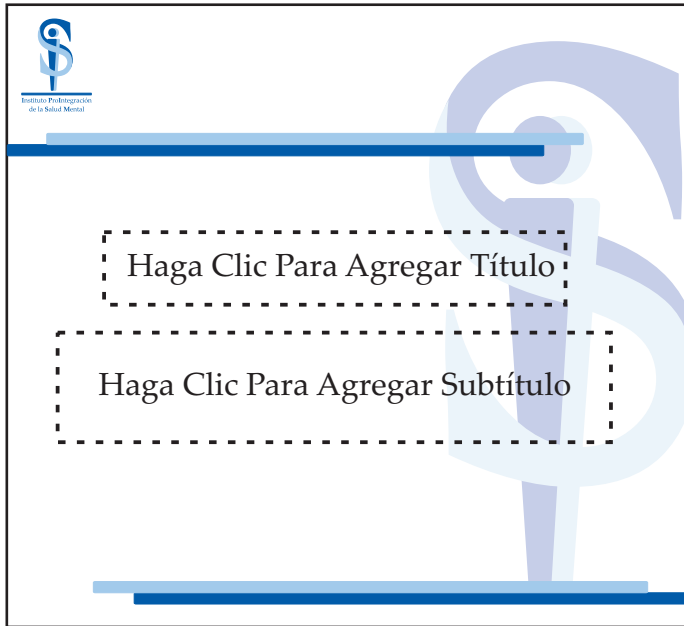 Instituto ProIntegración
de la Salud Mental
Haga Clic Para Agregar Título
Haga Clic Para Agregar Subtítulo